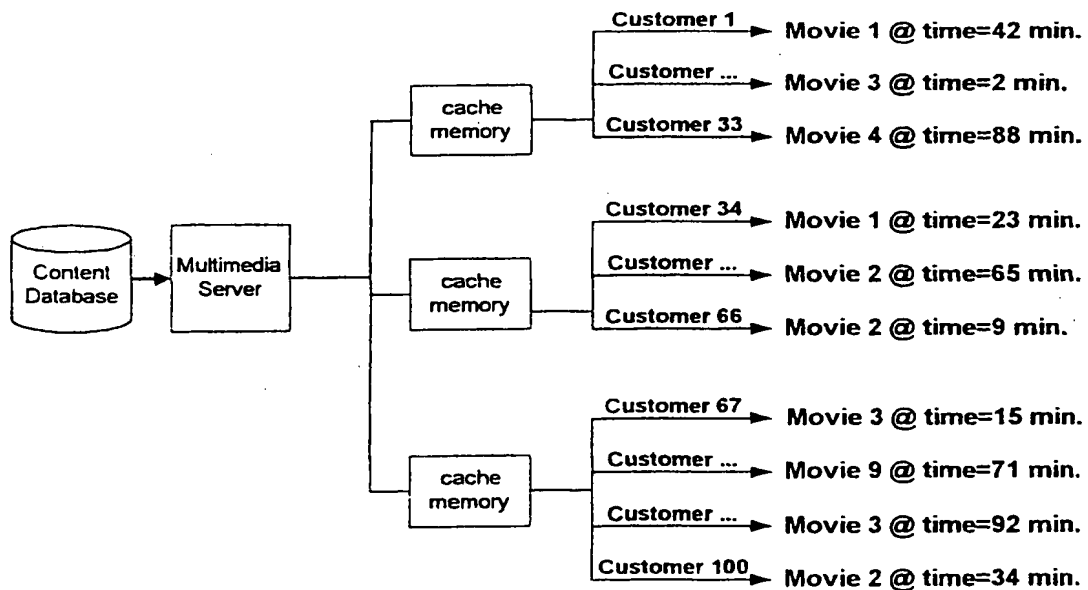 Content
Database
Multimedia
Server
cache
memory
Customer 1
Movie 1 @ time=42 min.
Customer ...
Movie 3 @ time=2 min.
Customer 33
Movie 4 @ time=88 min.
cache
memory
Customer 34
Movie 1 @ time=23 min.
Customer ...
Movie 2 @ time=65 min.
Customer 66
Movie 2 @ time=9 min.
cache
memory
Customer 67
Movie 3 @ time=15 min.
Customer ...
Movie 9 @ time=71 min.
Customer ...
Movie 3 @ time=92 min.
Customer 100
Movie 2 @ time=34 min.